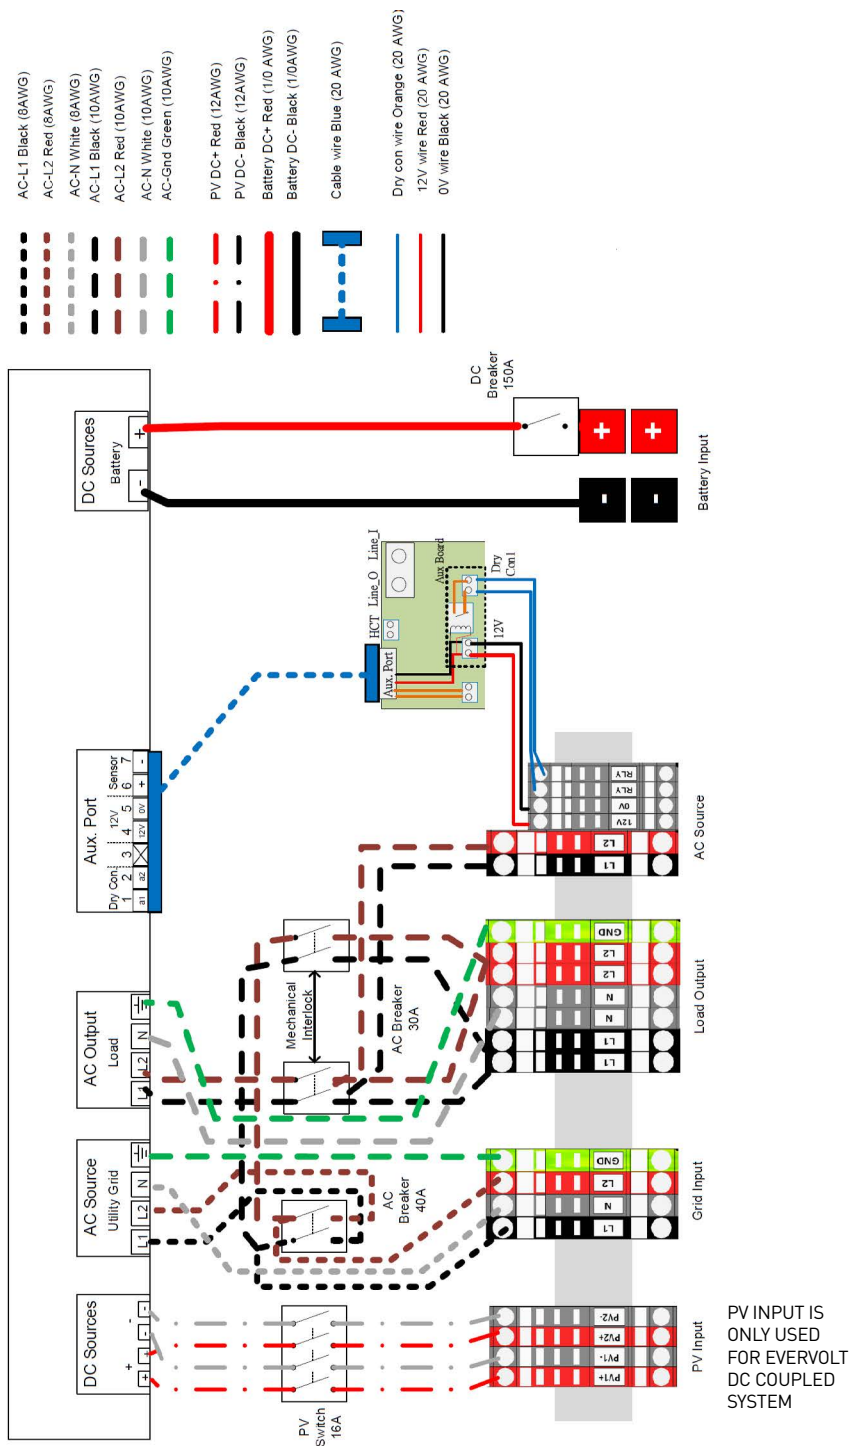 AC-L1 Black (8AWG)
AC-L2 Red (8AWG)
AC-N White (8AWG)
AC-L1 Black (10AWG)
AC-L2 Red (10AWG)
AC-N White (10AWG)
AC-Gnd Green (10AWG)
PV DC+ Red (12AWG)
PV DC- Black (12AWG)
Battery DC+ Red (1/0 AWG)
Battery DC- Black (1/0AWG)
Cable wire Blue (20 AWG)
Dry con wire Orange (20 AWG)
12V wire Red (20 AWG)
0V wire Black (20 AWG)
DC Sources
Battery
- +
DC
Breaker
150A
+ +
- -
Battery Input
HCT Line_O Line_I
Aux. Port
Aux Board
12V
Dry
Con1
Aux. Port
Dry Con. 12V Sensor
1 2 3 4 5 6 7
a1 a2 12V 0V + -
RLY
RLY
0V
12V
L2
L1
AC Source
AC Output
Load
L1 L2 N
Mechanical
Interlock
AC Breaker
30A
GND
L2
L2
N
N
L1
L1
Load Output
AC Source
Utility Grid
L1 L2 N
AC
Breaker
40A
GND
L2
N
L1
Grid Input
DC Sources
+ -
+ + - -
PV
Switch
16A
PV2-
PV2+
PV1-
PV1+
PV Input
PV INPUT IS
ONLY USED
FOR EVERVOLT
DC COUPLED
SYSTEM